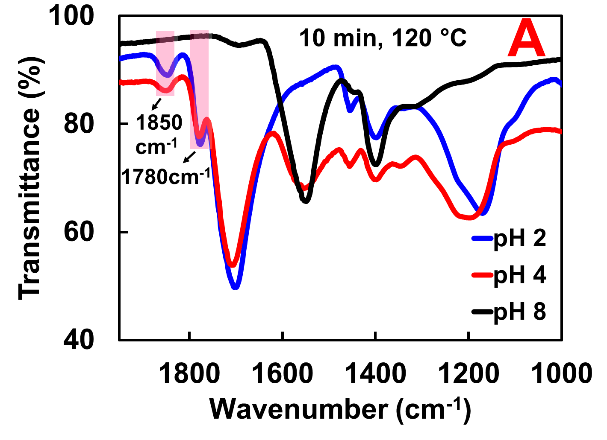 A
10 min, 120 °C
100
80
60
40
Transmittance (%)
1850
cm-1
1780cm-1
pH 2
pH 4
pH 8
1800 1600 1400 1200 1000
Wavenumber (cm-1)